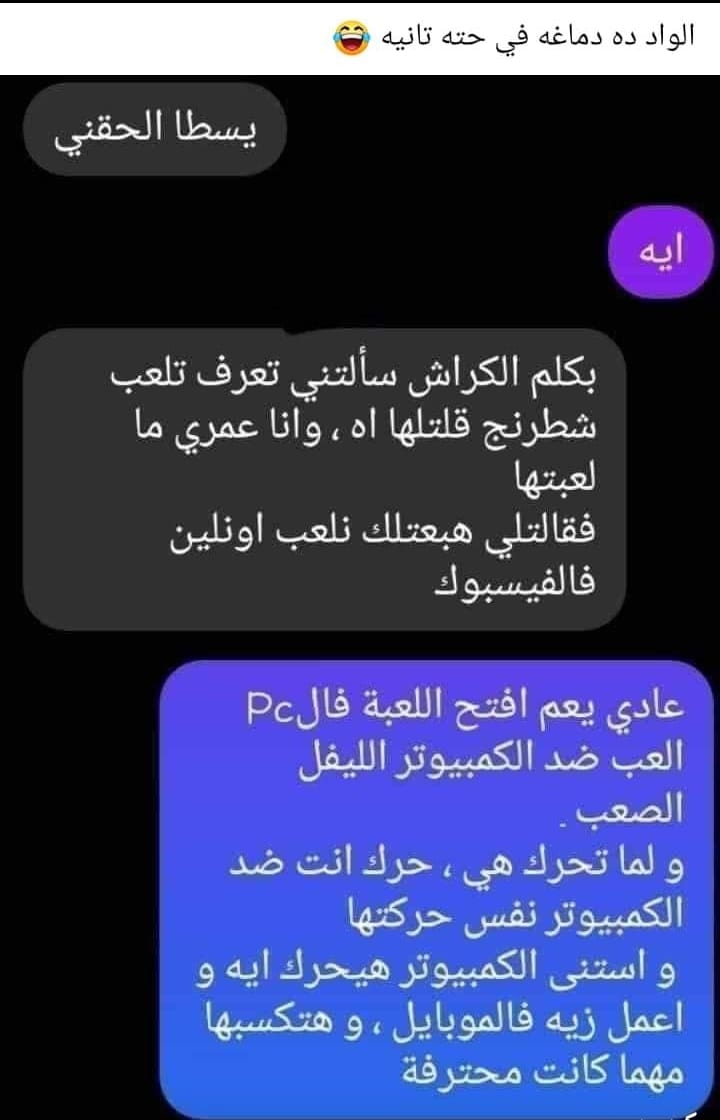 الواد ده دماغه في حته تانيه 😂
يسطا الحقني
ايه
بكلم الكراش سألتني تعرف تلعب
شطرنج قلتلها اه ، وانا عمري ما
لعبتها
فقالتلي هبعتلك نلعب اونلين
فالفيسبوك
عادي يعم افتح اللعبة فالPc
العب ضد الكمبيوتر الليفل
الصعب .
و لما تحرك هي ، حرك انت ضد
الكمبيوتر نفس حركتها
و استنى الكمبيوتر هيحرك ايه و
اعمل زيه فالموبايل ، و هتكسبها
مهما كانت محترفة